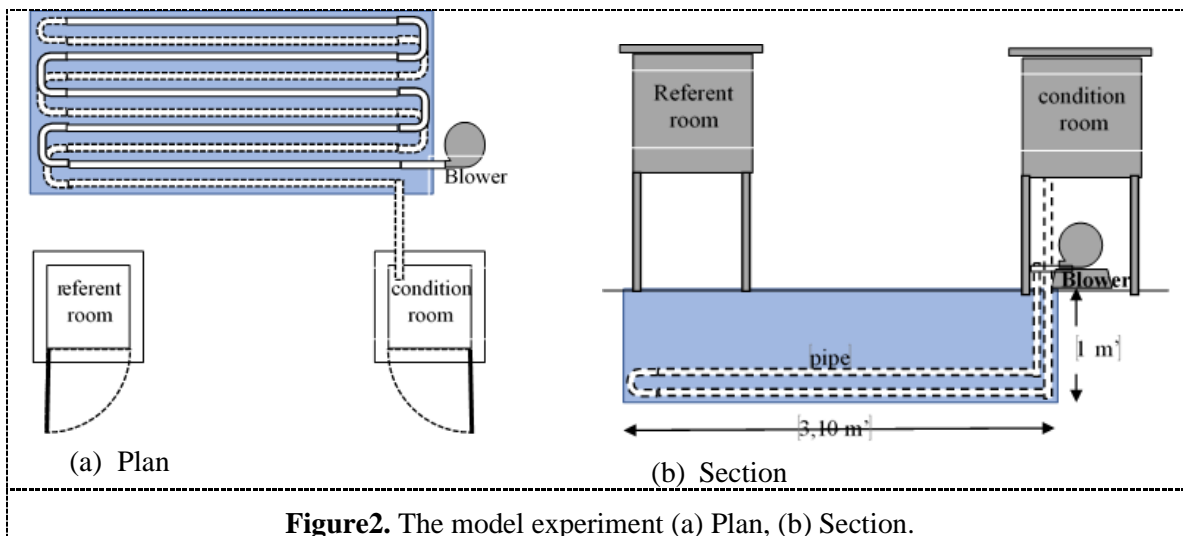 Blower
referent
room
condition
room
(a) Plan
Referent
room
condition
room
Blower
pipe
[1 m’]
[3,10 m’]
(b) Section
Figure2. The model experiment (a) Plan, (b) Section.